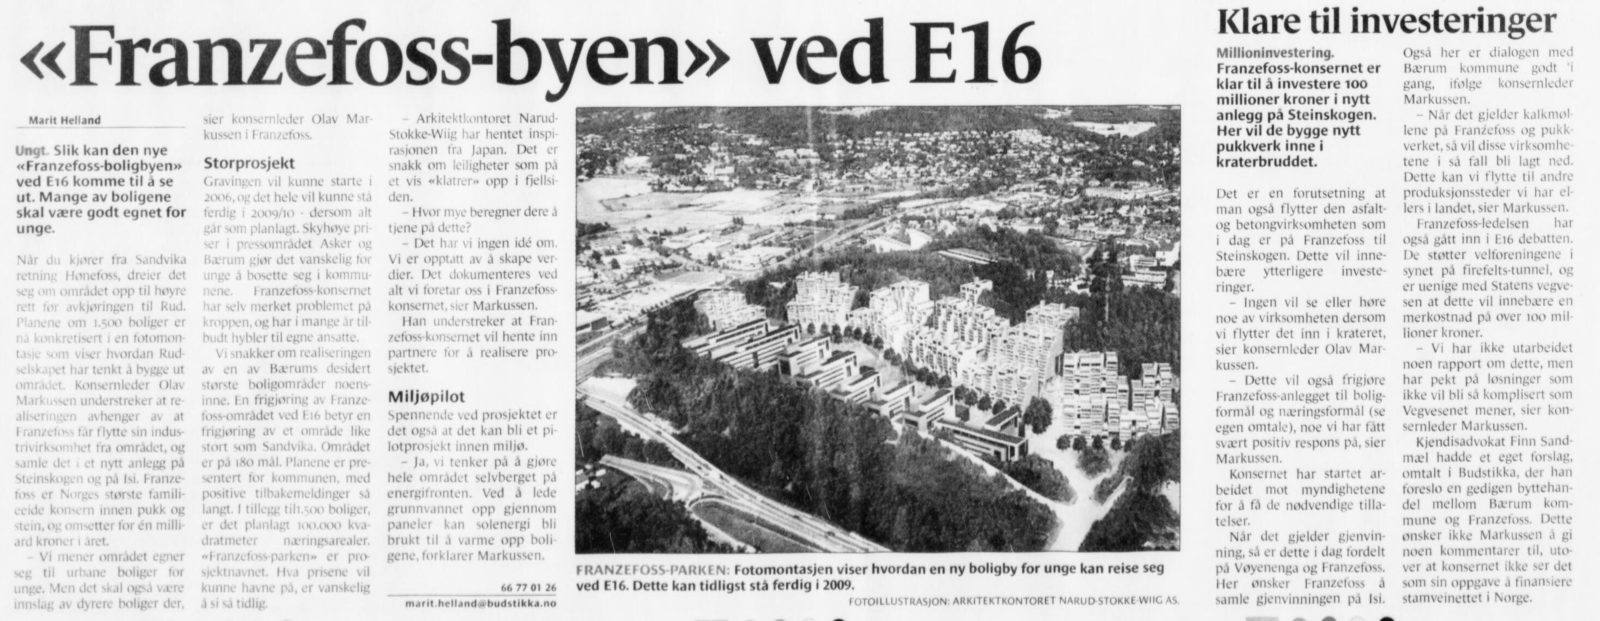 «Franzefoss-byen» ved E16
Marit Helland
Ungt. Slik kan den nye
«Franzefoss-boligbyen»
ved E16 komme til å se
ut. Mange av boligene
skal være godt egnet for
unge.
Når du kjører fra Sandvika
retning Hønefoss, dreier det
seg om området opp til høyre
rett før avkjøringen til Rud.
Planene om 1.500 boliger er
nå konkretisert i en fotomon-
tasje som viser hvordan Rud-
selskapet har tenkt å bygge ut
området. Konsernleder Olav
Markussen understreker at re-
aliseringen avhenger av at
Franzefoss får flytte sin indus-
trivirksomhet fra området, og
samle det i et nytt anlegg på
Steinskogen og på Isi. Franze-
foss er Norges største famili-
eeide konsern innen pukk og
stein, og omsetter for én milli-
ard kroner i året.
– Vi mener området egner
seg til urbane boliger for
unge. Men det skal også være
innslag av dyrere boliger der,
sier konsernleder Olav Mar-
kussen i Franzefoss.
Storprosjekt
Gravingen vil kunne starte i
2006, og det hele vil kunne stå
ferdig i 2009/10 - dersom alt
går som planlagt. Skyhøye pri-
ser i pressområdet Asker og
Bærum gjør det vanskelig for
unge å bosette seg i kommu-
nene. Franzefoss-konsernet
har selv merket problemet på
kroppen, og har i mange år til-
budt hybler til egne ansatte.
Vi snakker om realiseringen
av en av Bærums desidert
største boligområder noens-
inne. En frigjøring av Franze-
foss-området ved E16 betyr en
frigjøring av et område like
stort som Sandvika. Området
er på 180 mål. Planene er pre-
sentert for kommunen, med
positive tilbakemeldinger så
langt. I tillegg til 1.500 boliger,
er det planlagt 100.000 kva-
dratmeter næringsarealer.
«Franzefoss-parken» er pro-
sjektnavnet. Hva prisene vil
kunne havne på, er vanskelig
å si så tidlig.
– Arkitektkontoret Narud-
Stokke-Wiig har hentet inspi-
rasjonen fra Japan. Det er
snakk om leiligheter som på
et vis «klatrer» opp i fjellsi-
den.
– Hvor mye beregner dere å
tjene på dette?
– Det har vi ingen idé om.
Vi er opptatt av å skape ver-
dier. Det dokumenteres ved
alt vi foretar oss i Franzefoss-
konsernet, sier Markussen.
Han understreker at Fran-
zefoss-konsernet vil hente inn
partnere for å realisere pro-
sjektet.
Miljøpilot
Spennende ved prosjektet er
det også at det kan bli et pi-
lotprosjekt innen miljø.
– Ja, vi tenker på å gjøre
hele området selvberget på
energifronten. Ved å lede
grunnvannet opp gjennom
paneler kan solenergi bli
brukt til å varme opp boli-
gene, forklarer Markussen.
66 77 01 26
marit.helland@budstikka.no
FRANZEFOSS-PARKEN: Fotomontasjen viser hvordan en ny boligby for unge kan reise seg
ved E16. Dette kan tidligst stå ferdig i 2009.
FOTOILLUSTRASJON: ARKITEKTKONTORET NARUD-STOKKE-WIIG AS.
Klare til investeringer
Millioninvestering.
Franzefoss-konsernet er
klar til å investere 100
millioner kroner i nytt
anlegg på Steinskogen.
Her vil de bygge nytt
pukkverk inne i
kraterbruddet.
Det er en forutsetning at
man også flytter den asfalt-
og betongvirksomheten som
i dag er på Franzefoss til
Steinskogen. Dette vil inne-
bære ytterligere investe-
ringer.
– Ingen vil se eller høre
noe av virksomheten dersom
vi flytter det inn i krateret,
sier konsernleder Olav Mar-
kussen.
– Dette vil også frigjøre
Franzefoss-anlegget til bolig-
formål og næringsformål (se
egen omtale), noe vi har fått
svært positiv respons på, sier
Markussen.
Konsernet har startet ar-
beidet mot myndighetene
for å få de nødvendige tilla-
telser.
Når det gjelder gjenvin-
ning, så er dette i dag fordelt
på Vøyenenga og Franzefoss.
Her ønsker Franzefoss å
samle gjenvinningen på Isi.
Også her er dialogen med
Bærum kommune godt i
gang, ifølge konsernleder
Markussen.
– Når det gjelder kalkmøl-
lene på Franzefoss og pukk-
verket, så vil disse virksomhe-
tene i så fall bli lagt ned.
Dette kan vi flytte til andre
produksjonssteder vi har el-
lers i landet, sier Markussen.
Franzefoss-ledelsen har
også gått inn i E16 debatten.
De støtter velforeningene i
synet på firefelts-tunnel, og
er uenige med Statens vegve-
sen at dette vil innebære en
merkostnad på over 100 mil-
lioner kroner.
– Vi har ikke utarbeidet
noen rapport om dette, men
har pekt på løsninger som
ikke vil bli så komplisert som
Vegvesenet mener, sier kon-
sernleder Markussen.
Kjendisadvokat Finn Sand-
mæl hadde et eget forslag,
omtalt i Budstikka, der han
foreslo en gedigen byttehan-
del mellom Bærum kom-
mune og Franzefoss. Dette
ønsker ikke Markussen å gi
noen kommentarer til, uto-
ver at konsernet ikke ser det
som sin oppgave å finansiere
stamveinettet i Norge.